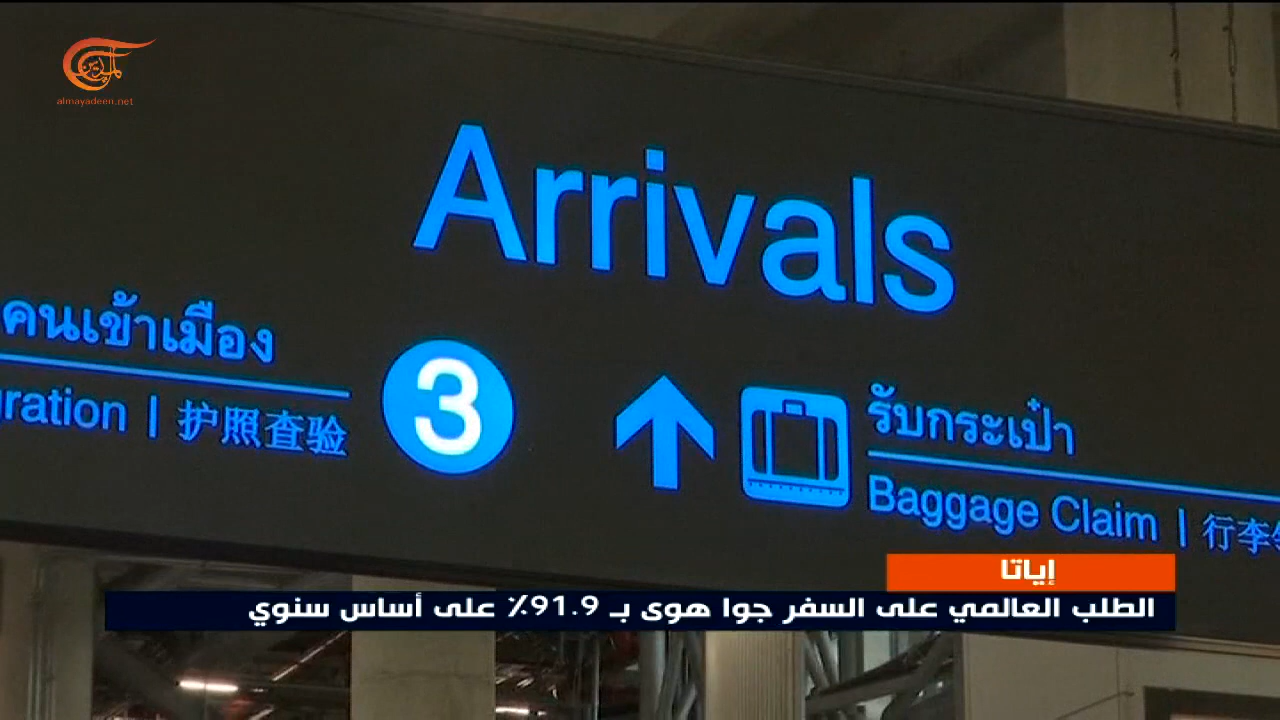 الميادين
almayadeen.net
Arrivals
คนเข้าเมือง
gration | 护照查验
3
รับกระเป๋า
Baggage Claim | 行李
إياتا
الطلب العالمي على السفر جوا هوى بـ 91.9٪ على أساس سنوي